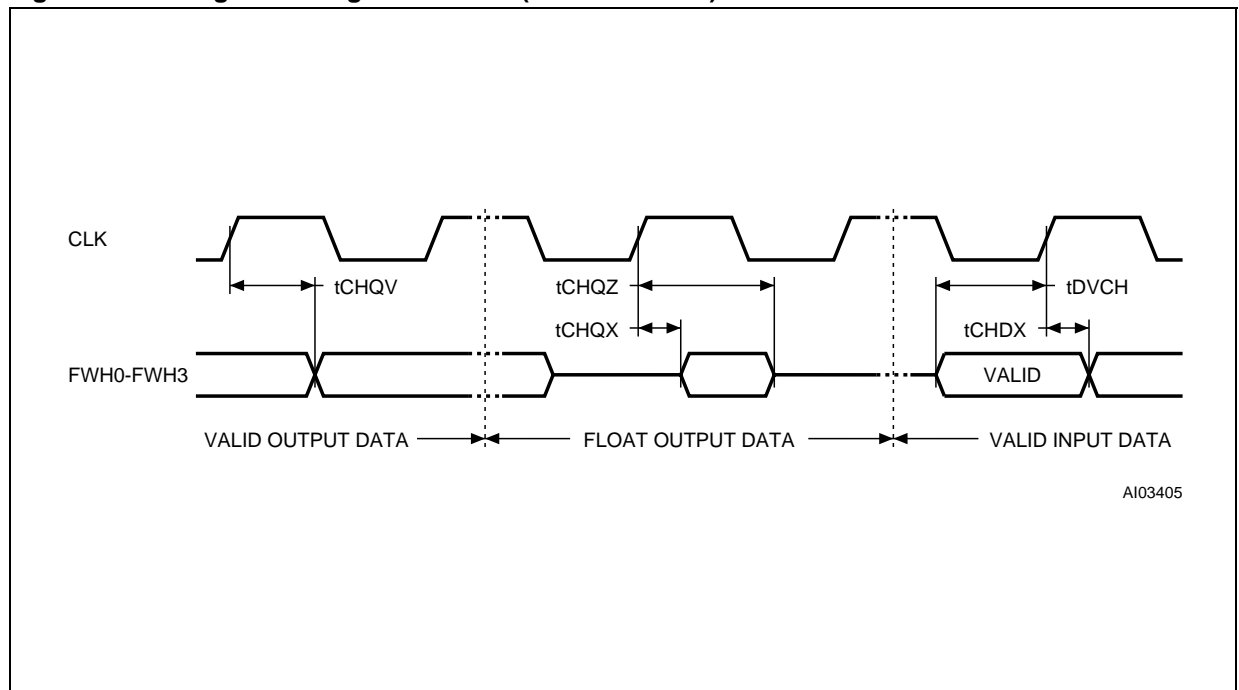 CLK
tCHQV
tCHQZ
tDVCH
tCHQX
tCHDX
FWH0-FWH3
VALID
VALID OUTPUT DATA
FLOAT OUTPUT DATA
VALID INPUT DATA
AI03405